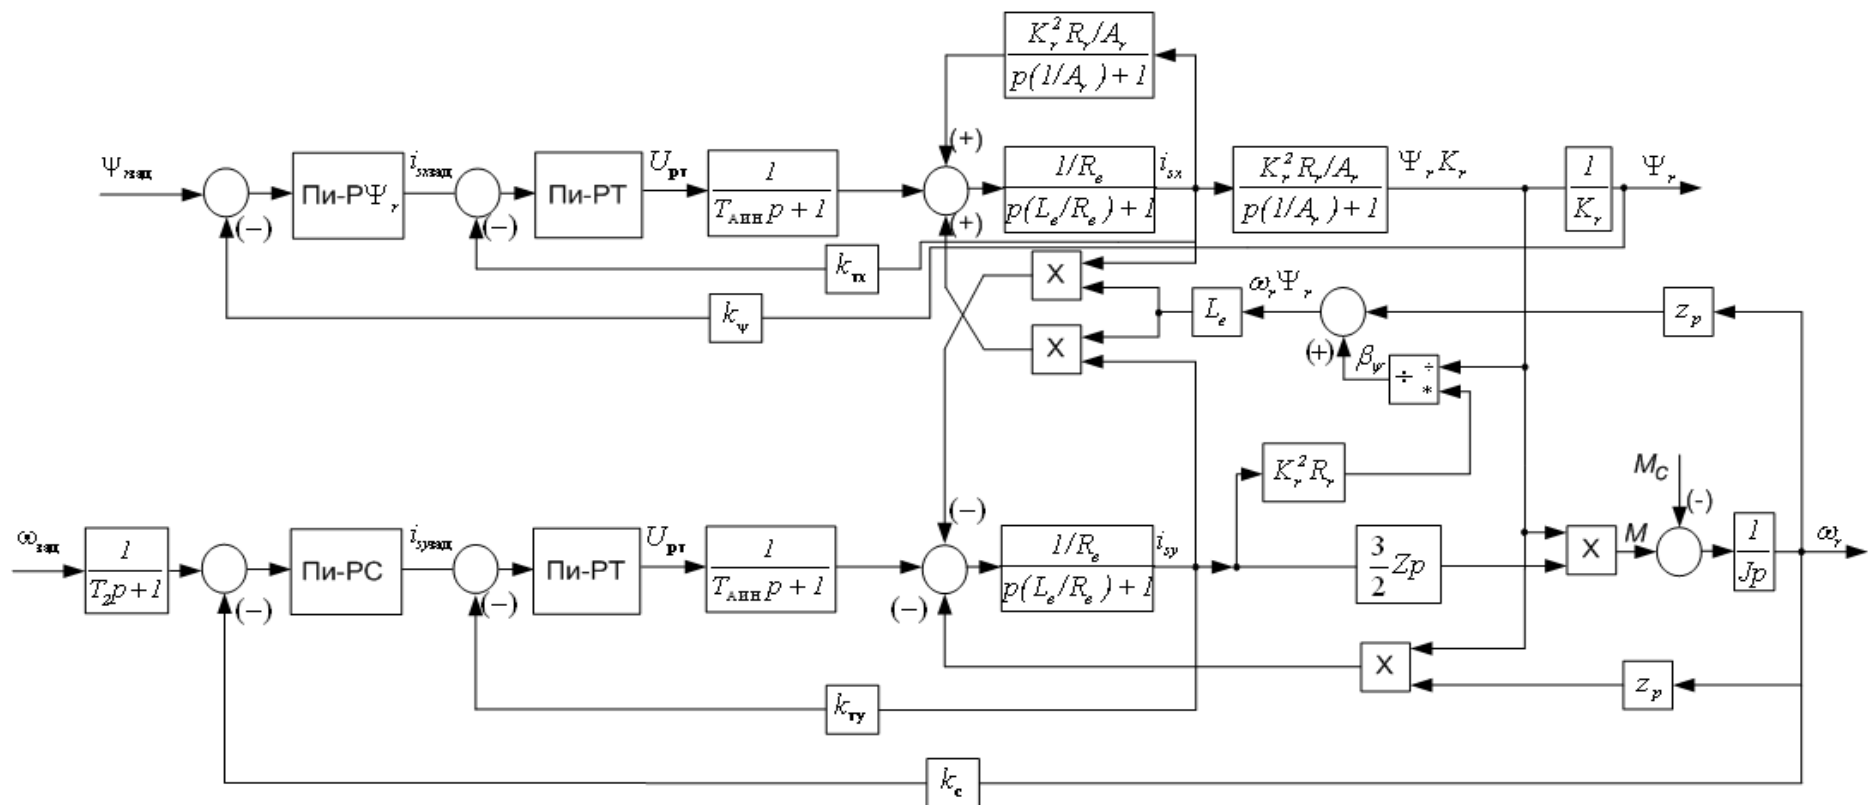 K_r^2 R_r/A_r
p(1/A_r)+1
Ψ_rзад
(−)
Пи-РΨ_r
i_sxзад
(−)
Пи-РТ
U_рт
1
T_АИН p+1
(+)
(+)
1/R_e
p(L_e/R_e)+1
i_sx
K_r^2 R_r/A_r
p(1/A_r)+1
Ψ_r K_r
1
K_r
Ψ_r
k_тх
k_ψ
X
X
L_e
ω_r Ψ_r
(+)
z_p
β_ψ
÷
÷
*
K_r^2 R_r
M_C
(-)
ω_зад
1
T_2p+1
(−)
Пи-РС
i_syзад
(−)
Пи-РТ
U_рт
1
T_АИН p+1
(−)
(−)
1/R_e
p(L_e/R_e)+1
i_sy
3
2
Zp
X
M
1
Jp
ω_r
X
z_p
k_ту
k_с